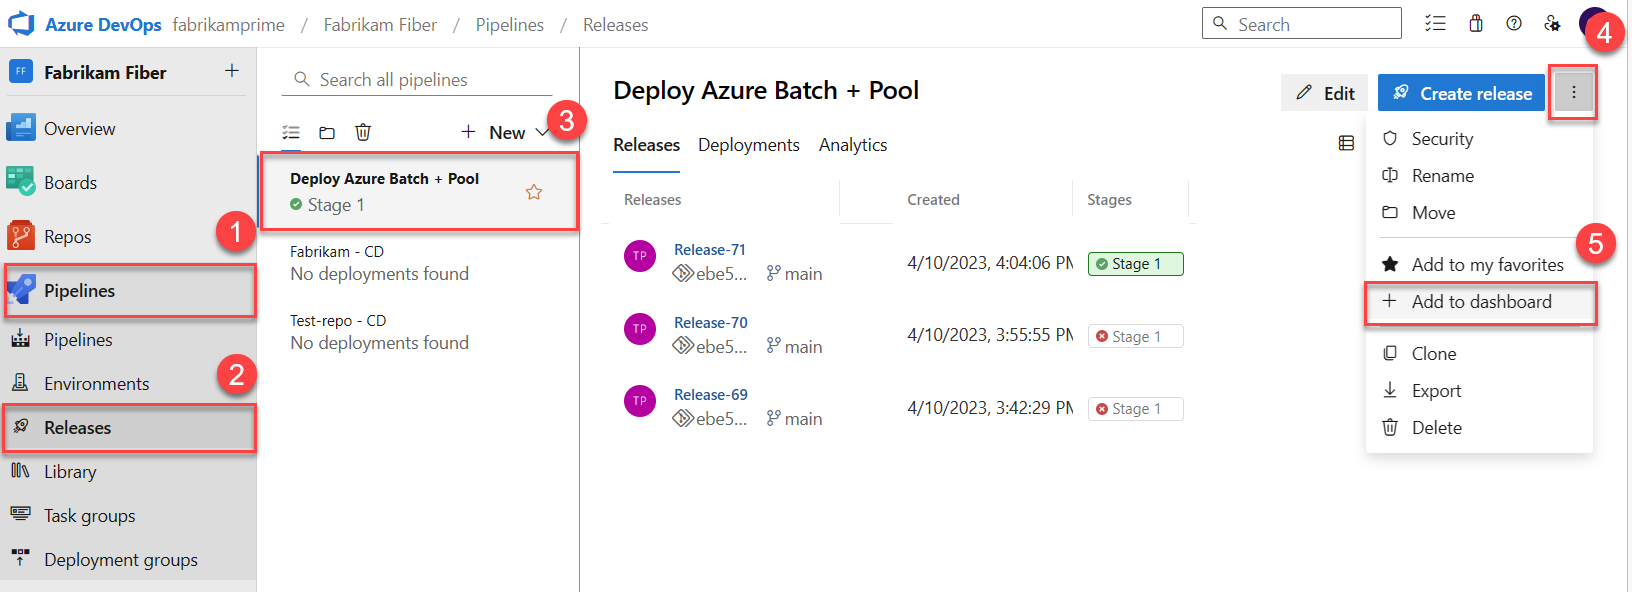 Azure DevOps fabrikamprime / Fabrikam Fiber / Pipelines / Releases
Search
4
FF Fabrikam Fiber +
Overview
Boards
Repos
1
Pipelines
Pipelines
Environments
2
Releases
Library
Task groups
Deployment groups
Search all pipelines
+ New
3
Deploy Azure Batch + Pool
Stage 1
Fabrikam - CD
No deployments found
Test-repo - CD
No deployments found
Deploy Azure Batch + Pool
Edit
Create release
Releases Deployments Analytics
Releases Created Stages
TP Release-71
ebe5... main
4/10/2023, 4:04:06 PM
Stage 1
TP Release-70
ebe5... main
4/10/2023, 3:55:55 PM
Stage 1
TP Release-69
ebe5... main
4/10/2023, 3:42:29 PM
Stage 1
Security
Rename
Move
5
Add to my favorites
+ Add to dashboard
Clone
Export
Delete